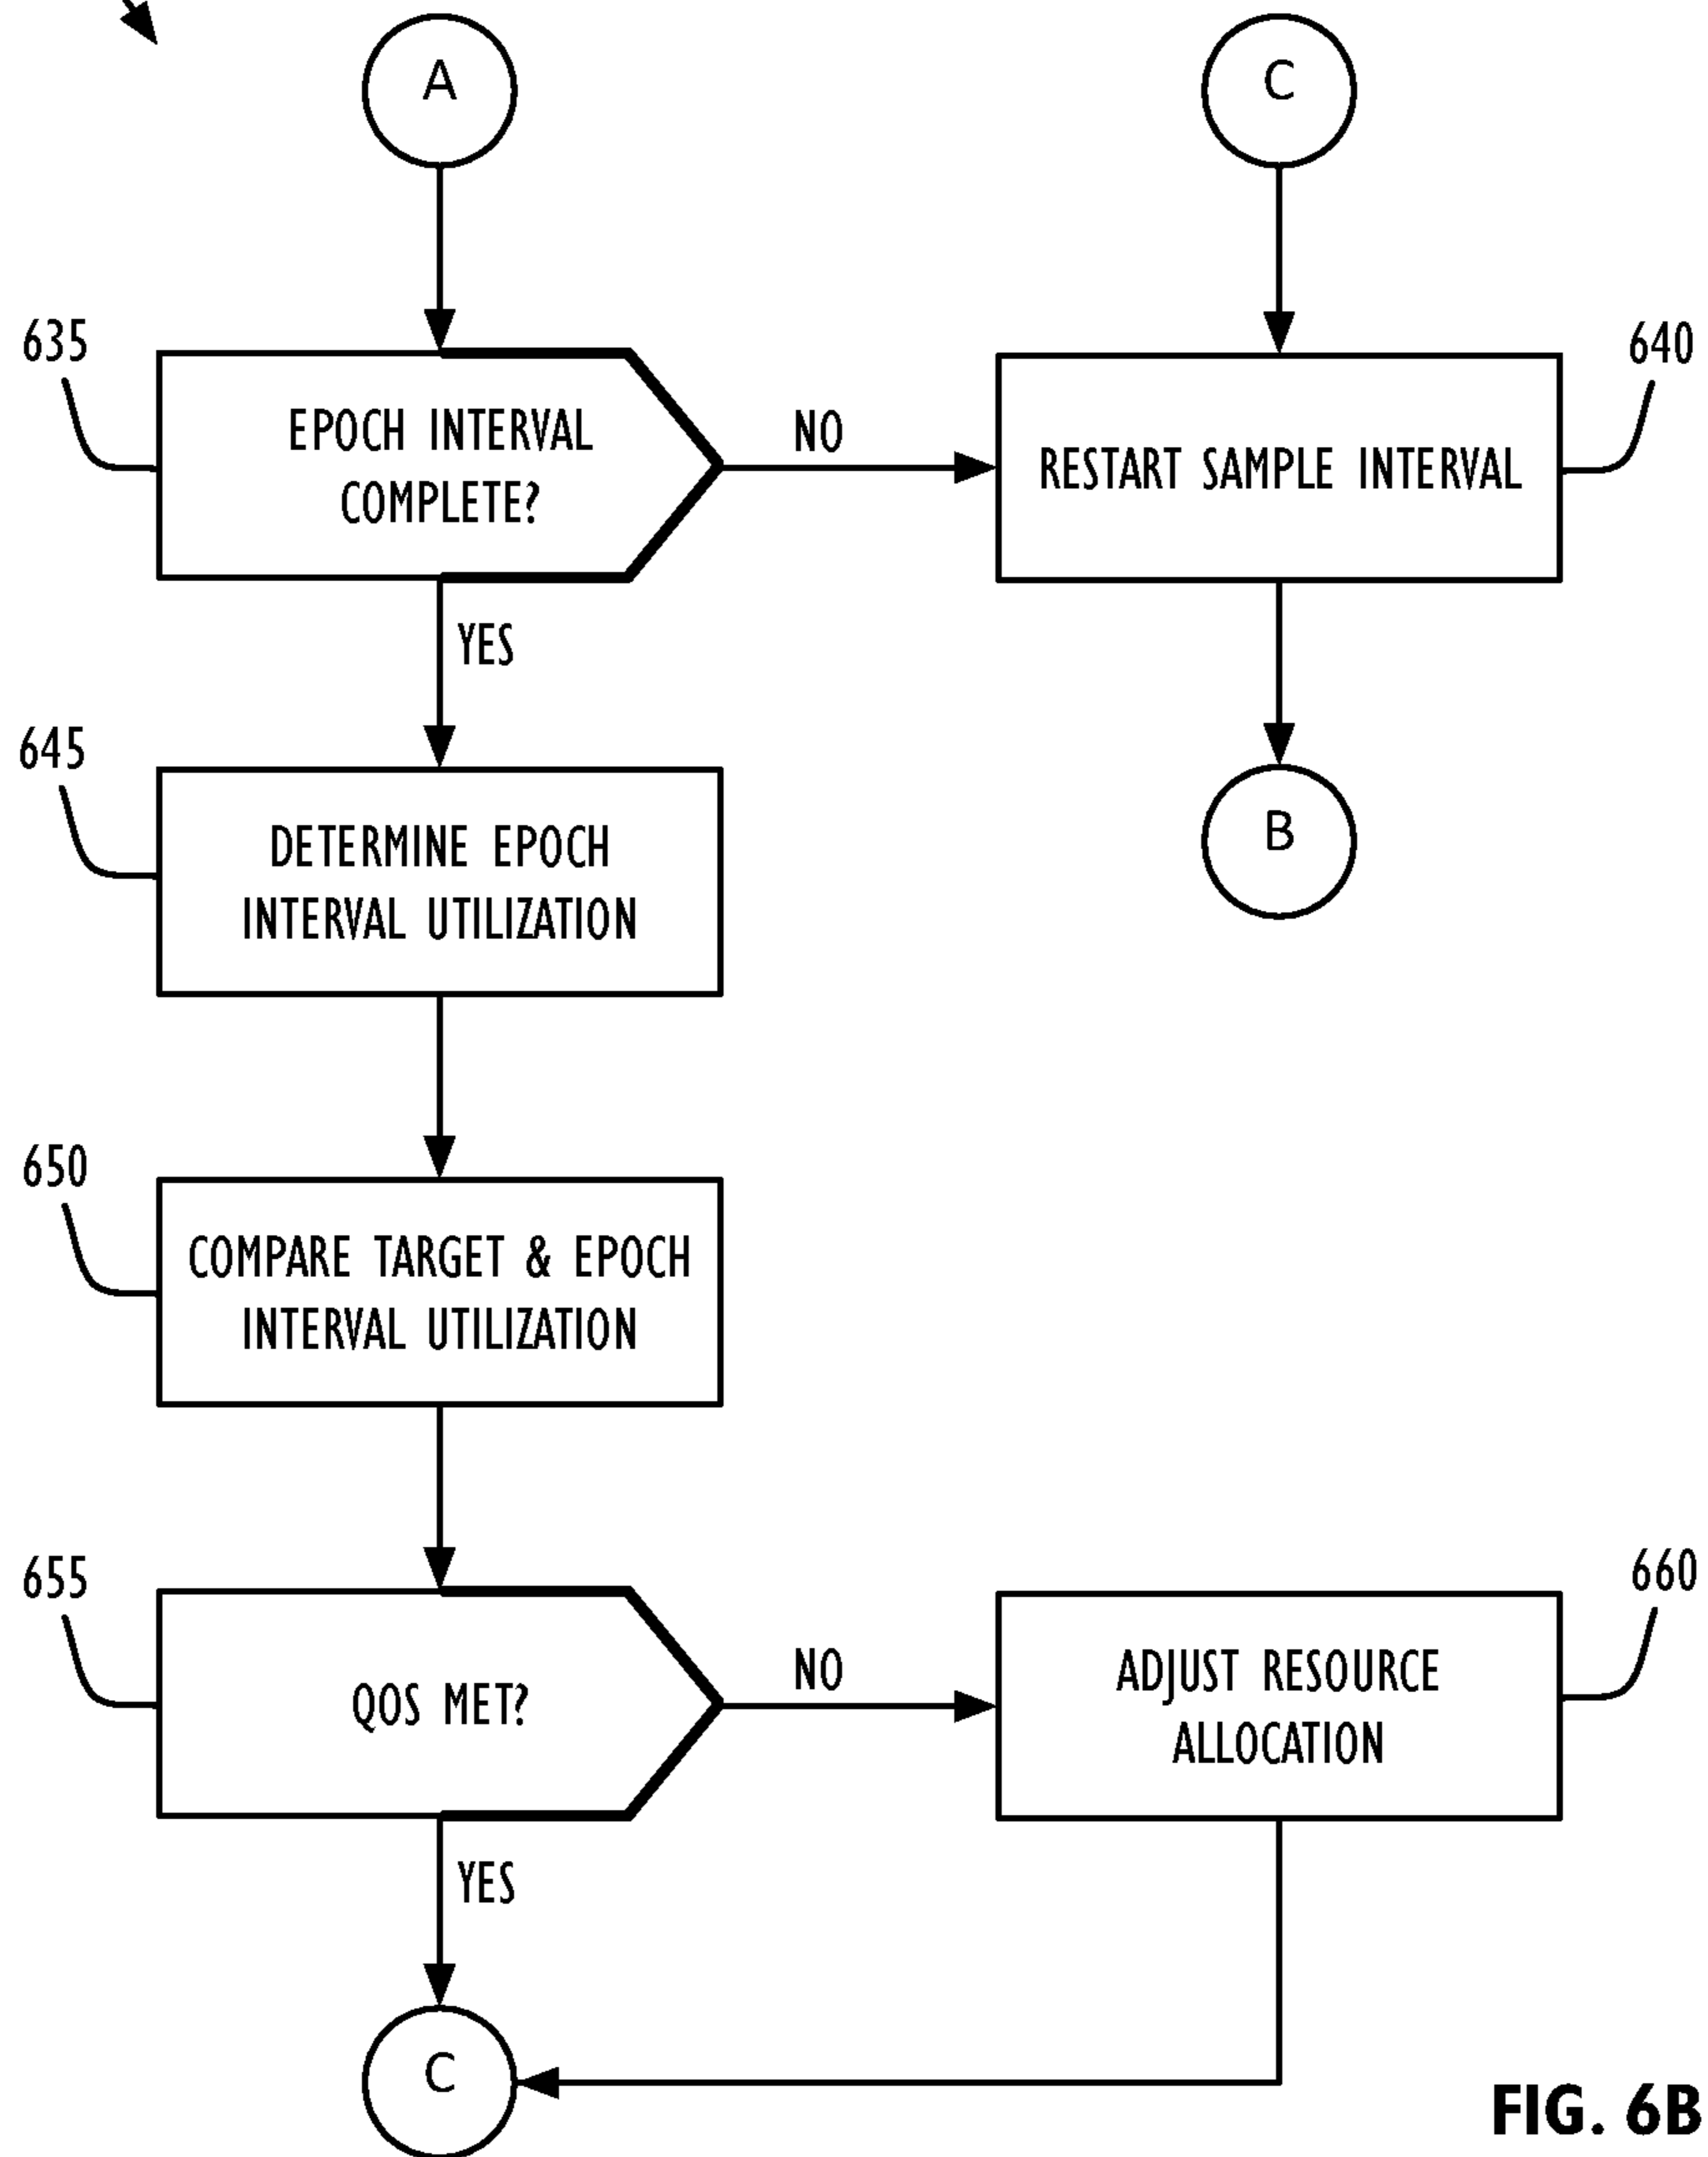 A
C
635
EPOCH INTERVAL
COMPLETE?
NO
640
RESTART SAMPLE INTERVAL
YES
645
DETERMINE EPOCH
INTERVAL UTILIZATION
B
650
COMPARE TARGET & EPOCH
INTERVAL UTILIZATION
655
QOS MET?
NO
660
ADJUST RESOURCE
ALLOCATION
YES
C
FIG. 6B